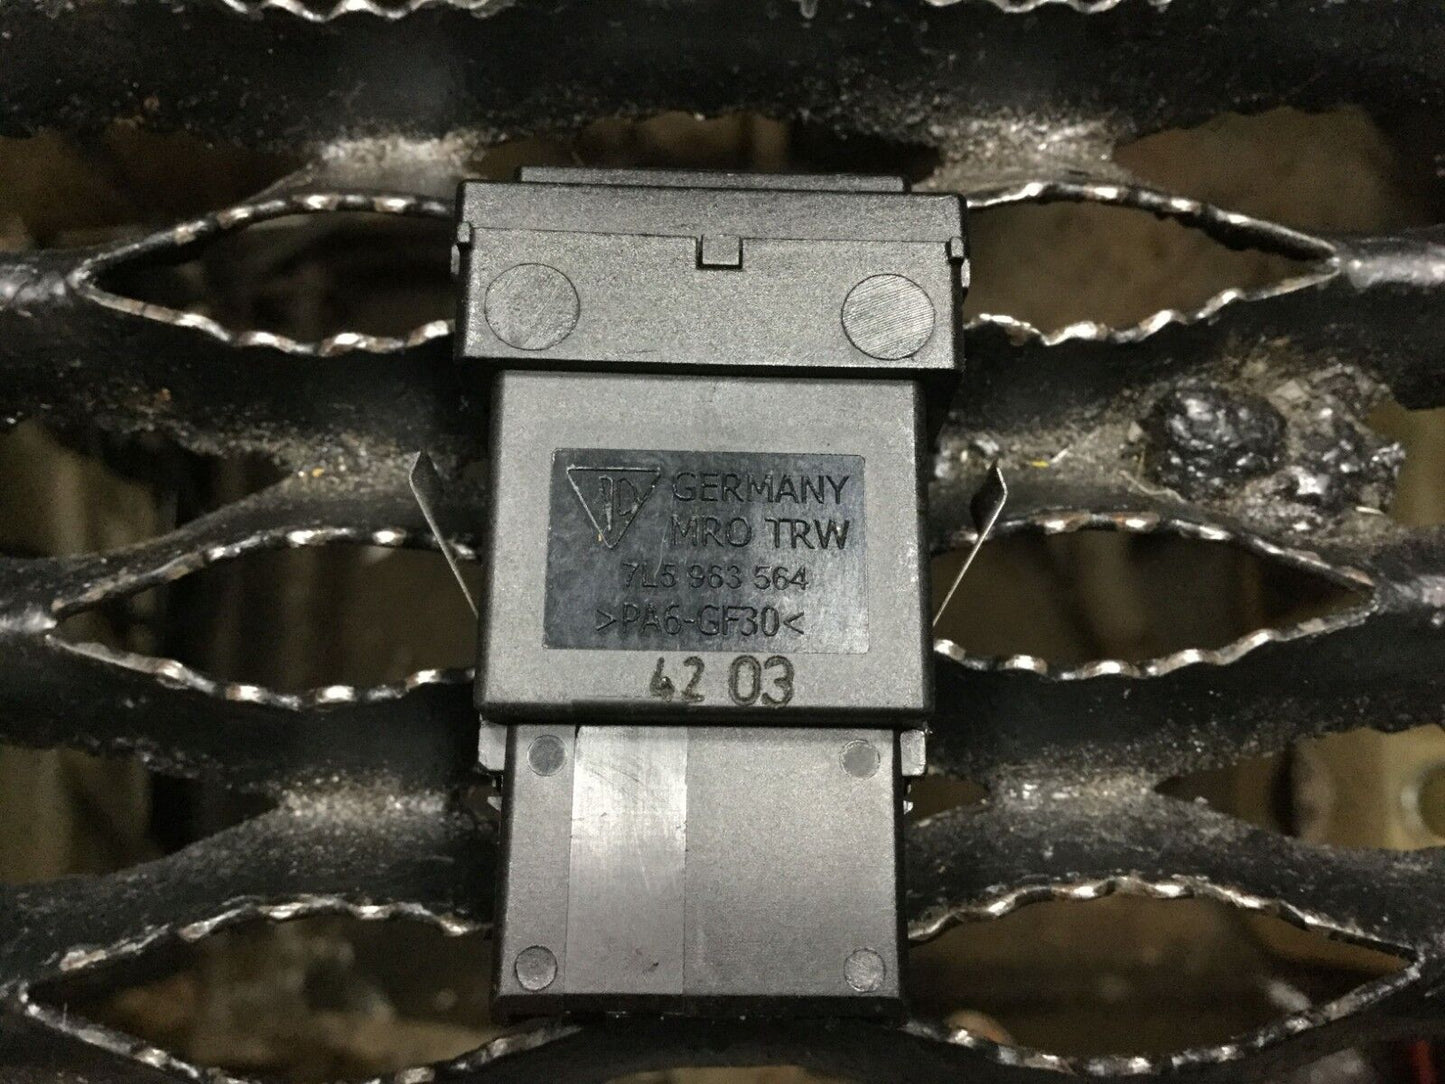 GERMANY
MRO TRW
7L5 963 564
>PA6-GF30<
42 03